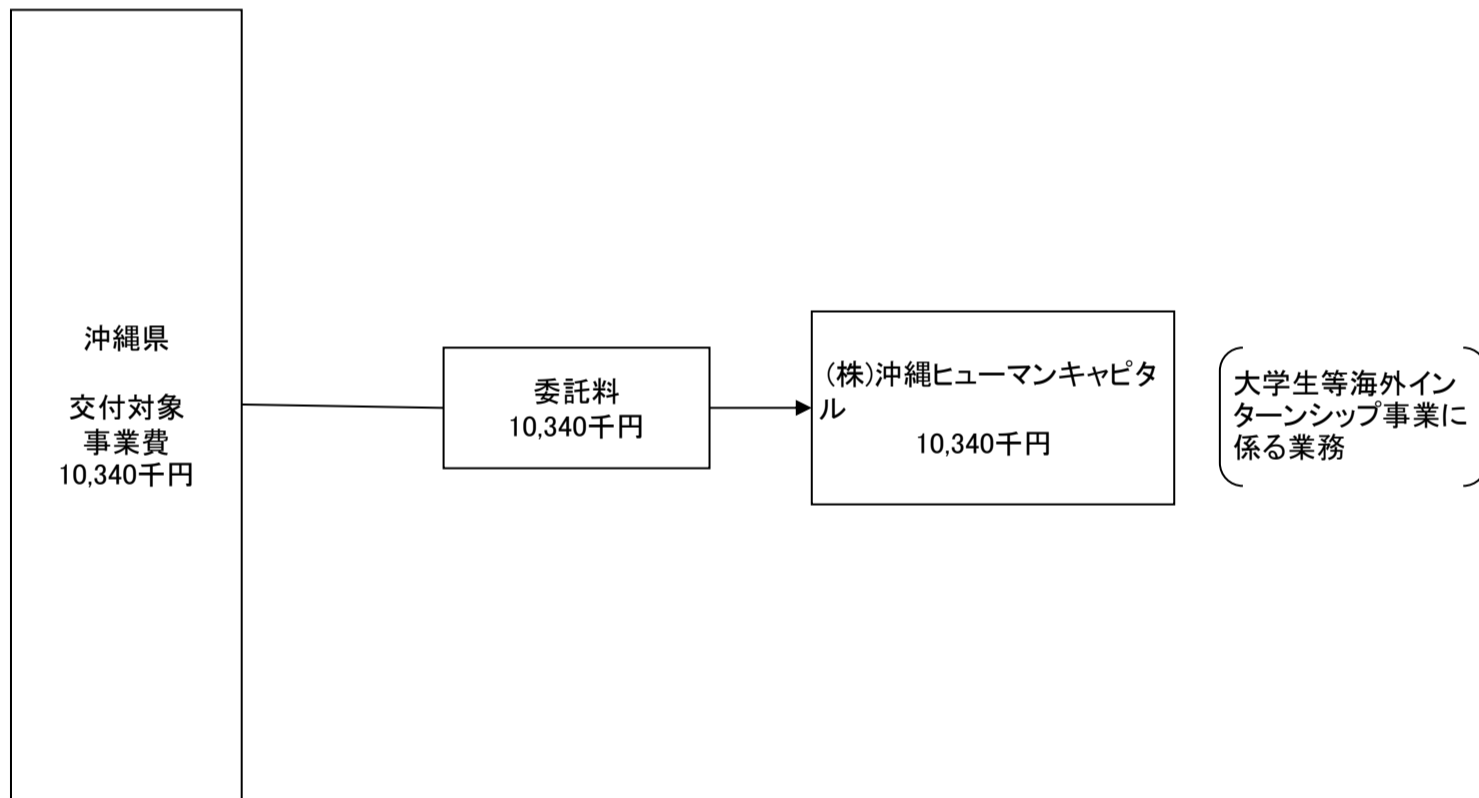 沖縄県
交付対象
事業費
10,340千円
委託料
10,340千円
(株)沖縄ヒューマンキャピタ
ル
10,340千円
大学生等海外イン
ターンシップ事業に
係る業務